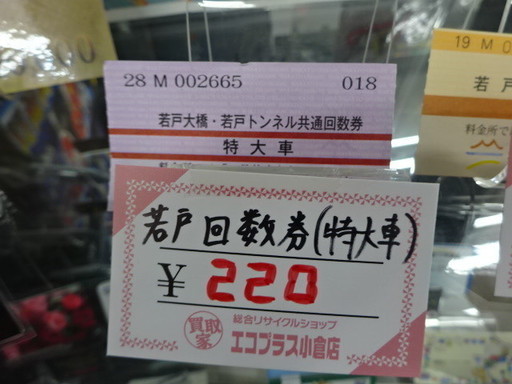 28 M 002665 018
若戸大橋・若戸トンネル共通回数券
特大車
19 M 0
若戸
料金所で
若戸回数券(特大車)
¥220
買取家
総合リサイクルショップ
エコプラス小倉店